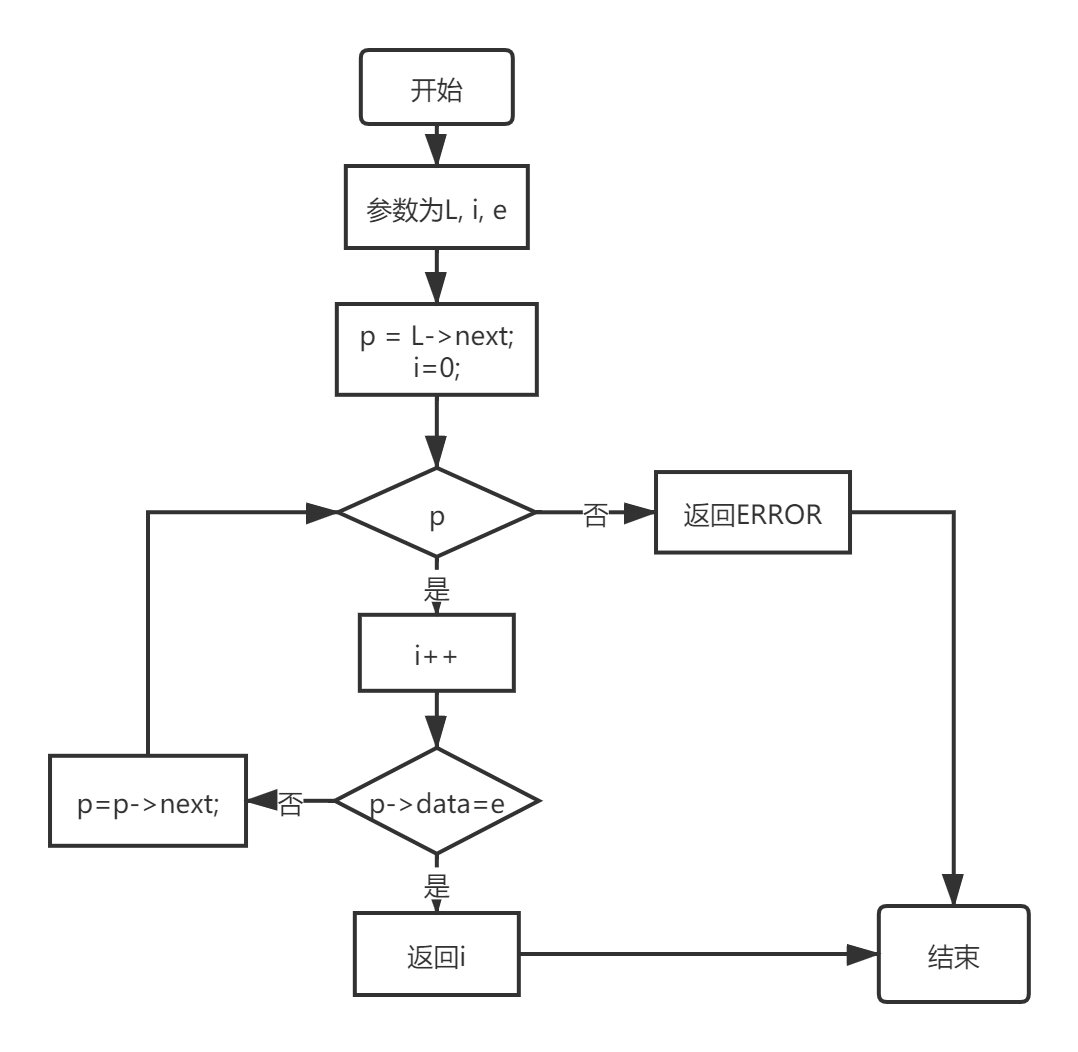 开始
参数为L, i, e
p = L->next;
i=0;
p
否
返回ERROR
是
i++
p=p->next;
否
p->data=e
是
返回i
结束